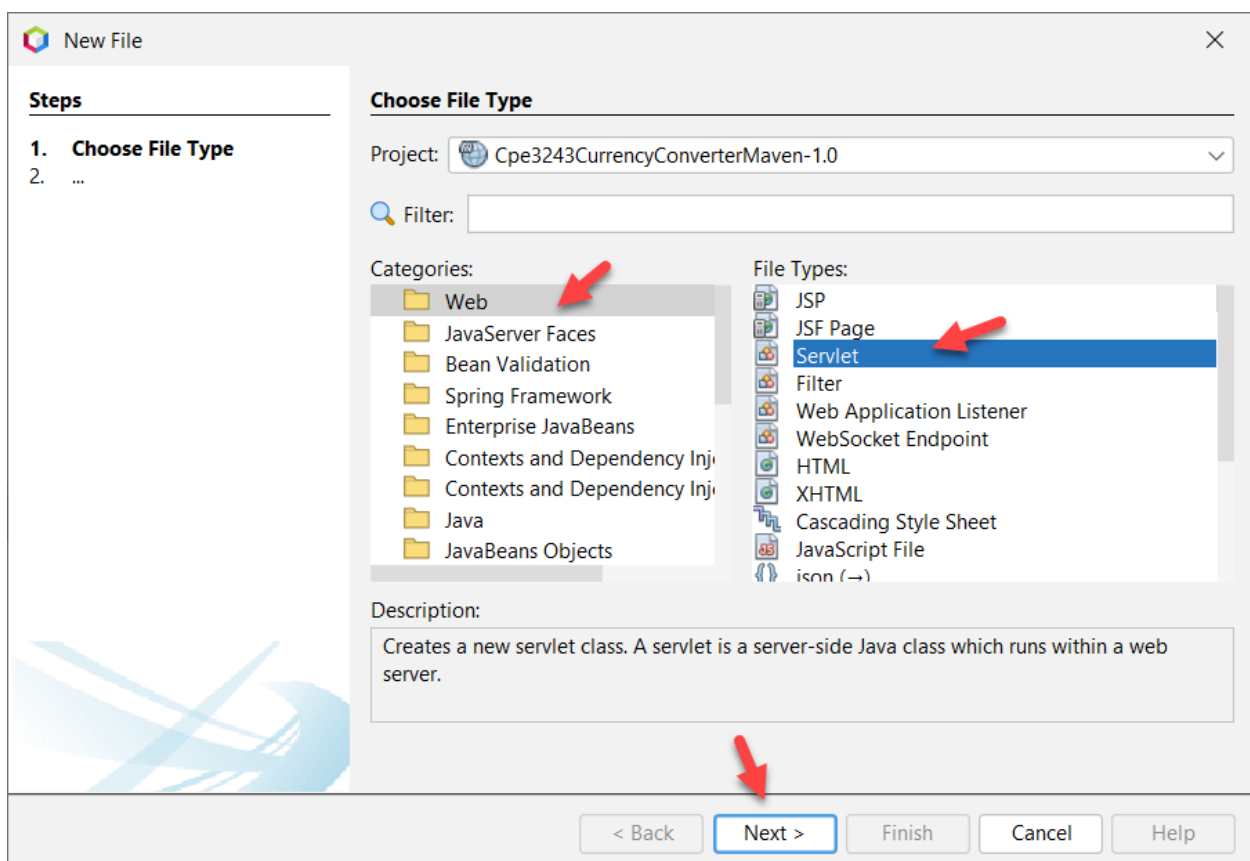 New File
Steps
1. Choose File Type
2. ...
Choose File Type
Project: Cpe3243CurrencyConverterMaven-1.0
Filter:
Categories:
Web
JavaServer Faces
Bean Validation
Spring Framework
Enterprise JavaBeans
Contexts and Dependency Inj
Contexts and Dependency Inj
Java
JavaBeans Objects
File Types:
JSP
JSF Page
Servlet
Filter
Web Application Listener
WebSocket Endpoint
HTML
XHTML
Cascading Style Sheet
JavaScript File
json (→)
Description:
Creates a new servlet class. A servlet is a server-side Java class which runs within a web
server.
< Back Next > Finish Cancel Help